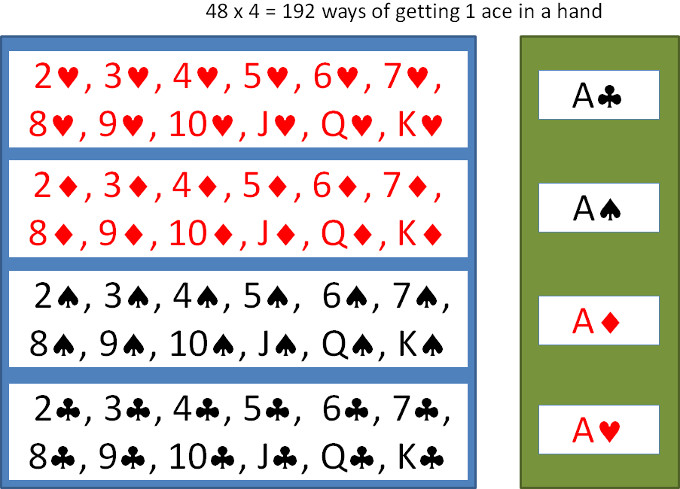 48 x 4 = 192 ways of getting 1 ace in a hand
2♥, 3♥, 4♥, 5♥, 6♥, 7♥,
8♥, 9♥, 10♥, J♥, Q♥, K♥
2♦, 3♦, 4♦, 5♦, 6♦, 7♦,
8♦, 9♦, 10♦, J♦, Q♦, K♦
2♠, 3♠, 4♠, 5♠, 6♠, 7♠,
8♠, 9♠, 10♠, J♠, Q♠, K♠
2♣, 3♣, 4♣, 5♣, 6♣, 7♣,
8♣, 9♣, 10♣, J♣, Q♣, K♣
A♣
A♠
A♦
A♥